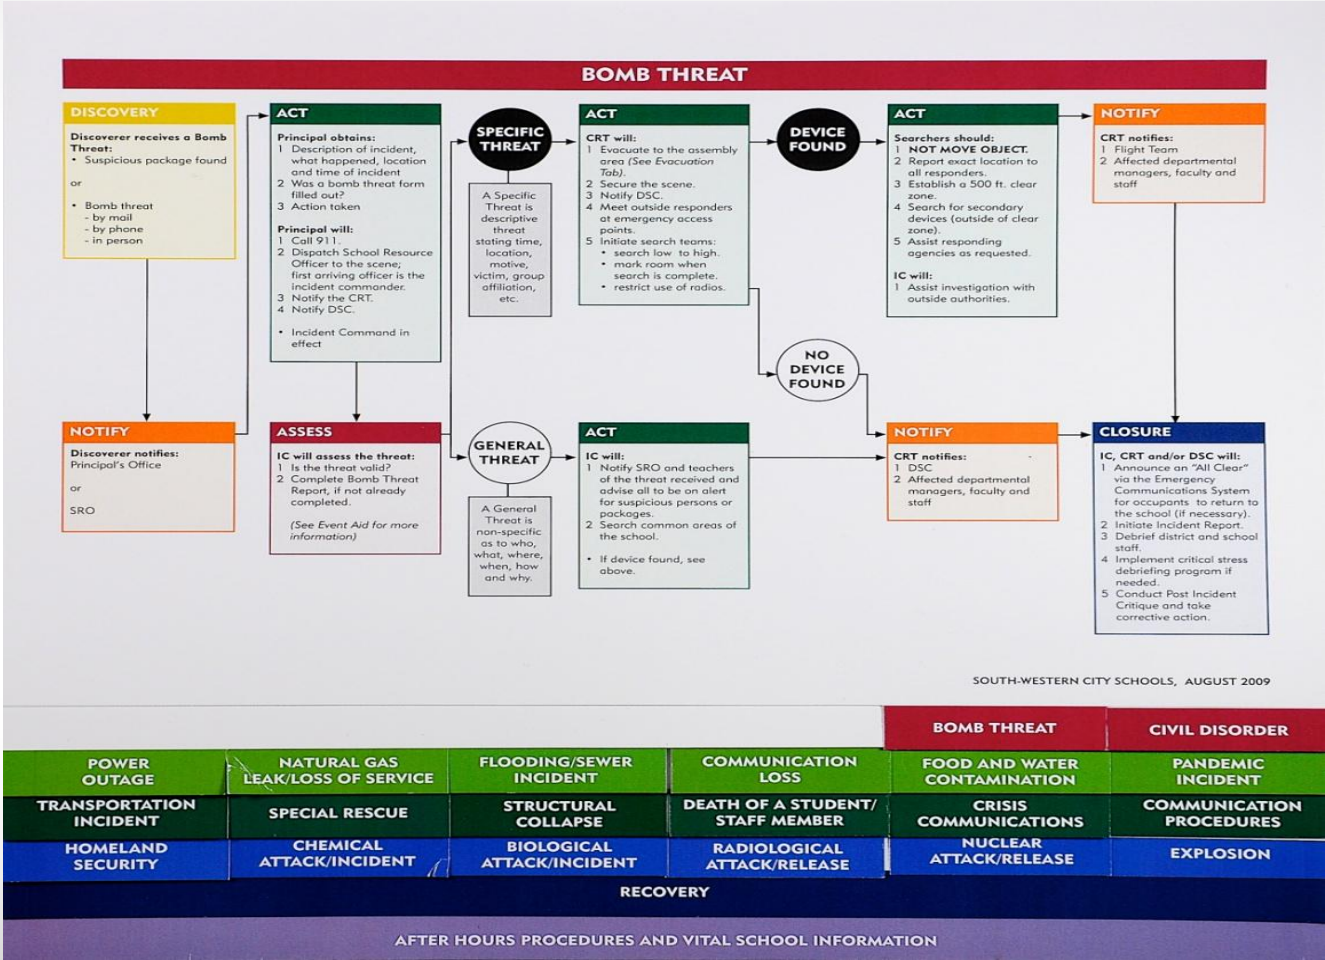 BOMB THREAT
DISCOVERY
Discoverer receives a Bomb
Threat:
• Suspicious package found
or
• Bomb threat
- by mail
- by phone
- in person
NOTIFY
Discoverer notifies:
Principal's Office
or
SRO
ACT
Principal obtains:
1 Description of incident,
what happened, location
and time of incident
2 Was a bomb threat form
filled out?
3 Action taken
Principal will:
1 Call 911.
2 Dispatch School Resource
Officer to the scene;
first arriving officer is the
incident commander.
3 Notify the CRT.
4 Notify DSC.
• Incident Command in
effect
ASSESS
IC will assess the threat:
1 Is the threat valid?
2 Complete Bomb Threat
Report, if not already
completed.
(See Event Aid for more
information)
SPECIFIC
THREAT
A Specific
Threat is
descriptive
threat
stating time,
location,
motive,
victim, group
affiliation,
etc.
GENERAL
THREAT
A General
Threat is
non-specific
as to who,
what, where,
when, how
and why.
ACT
CRT will:
1 Evacuate to the assembly
area (See Evacuation
Tab).
2 Secure the scene.
3 Notify DSC.
4 Meet outside responders
at emergency access
points.
5 Initiate search teams:
• search low to high.
• mark room when
search is complete.
• restrict use of radios.
ACT
IC will:
1 Notify SRO and teachers
of the threat received and
advise all to be on alert
for suspicious persons or
packages.
2 Search common areas of
the school.
• If device found, see
above.
DEVICE
FOUND
NO
DEVICE
FOUND
ACT
Searchers should:
1 NOT MOVE OBJECT.
2 Report exact location to
all responders.
3 Establish a 500 ft. clear
zone.
4 Search for secondary
devices (outside of clear
zone).
5 Assist responding
agencies as requested.
IC will:
1 Assist investigation with
outside authorities.
NOTIFY
CRT notifies:
1 DSC
2 Affected departmental
managers, faculty and
staff
NOTIFY
CRT notifies:
1 Flight Team
2 Affected departmental
managers, faculty and
staff
CLOSURE
IC, CRT and/or DSC will:
1 Announce an "All Clear"
via the Emergency
Communications System
for occupants to return to
the school (if necessary).
2 Initiate Incident Report.
3 Debrief district and school
staff.
4 Implement critical stress
debriefing program if
needed.
5 Conduct Post Incident
Critique and take
corrective action.
SOUTH-WESTERN CITY SCHOOLS, AUGUST 2009
BOMB THREAT
CIVIL DISORDER
POWER
OUTAGE
NATURAL GAS
LEAK/LOSS OF SERVICE
FLOODING/SEWER
INCIDENT
COMMUNICATION
LOSS
FOOD AND WATER
CONTAMINATION
PANDEMIC
INCIDENT
TRANSPORTATION
INCIDENT
SPECIAL RESCUE
STRUCTURAL
COLLAPSE
DEATH OF A STUDENT/
STAFF MEMBER
CRISIS
COMMUNICATIONS
COMMUNICATION
PROCEDURES
HOMELAND
SECURITY
CHEMICAL
ATTACK/INCIDENT
BIOLOGICAL
ATTACK/INCIDENT
RADIOLOGICAL
ATTACK/RELEASE
NUCLEAR
ATTACK/RELEASE
EXPLOSION
RECOVERY
AFTER HOURS PROCEDURES AND VITAL SCHOOL INFORMATION